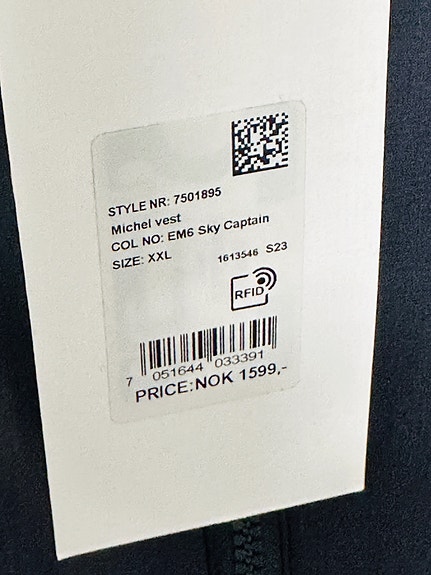 STYLE NR: 7501895
Michel vest
COL NO: EM6 Sky Captain
SIZE: XXL
1613546 S23
RFID
7 051644 033391
PRICE:NOK 1599,-